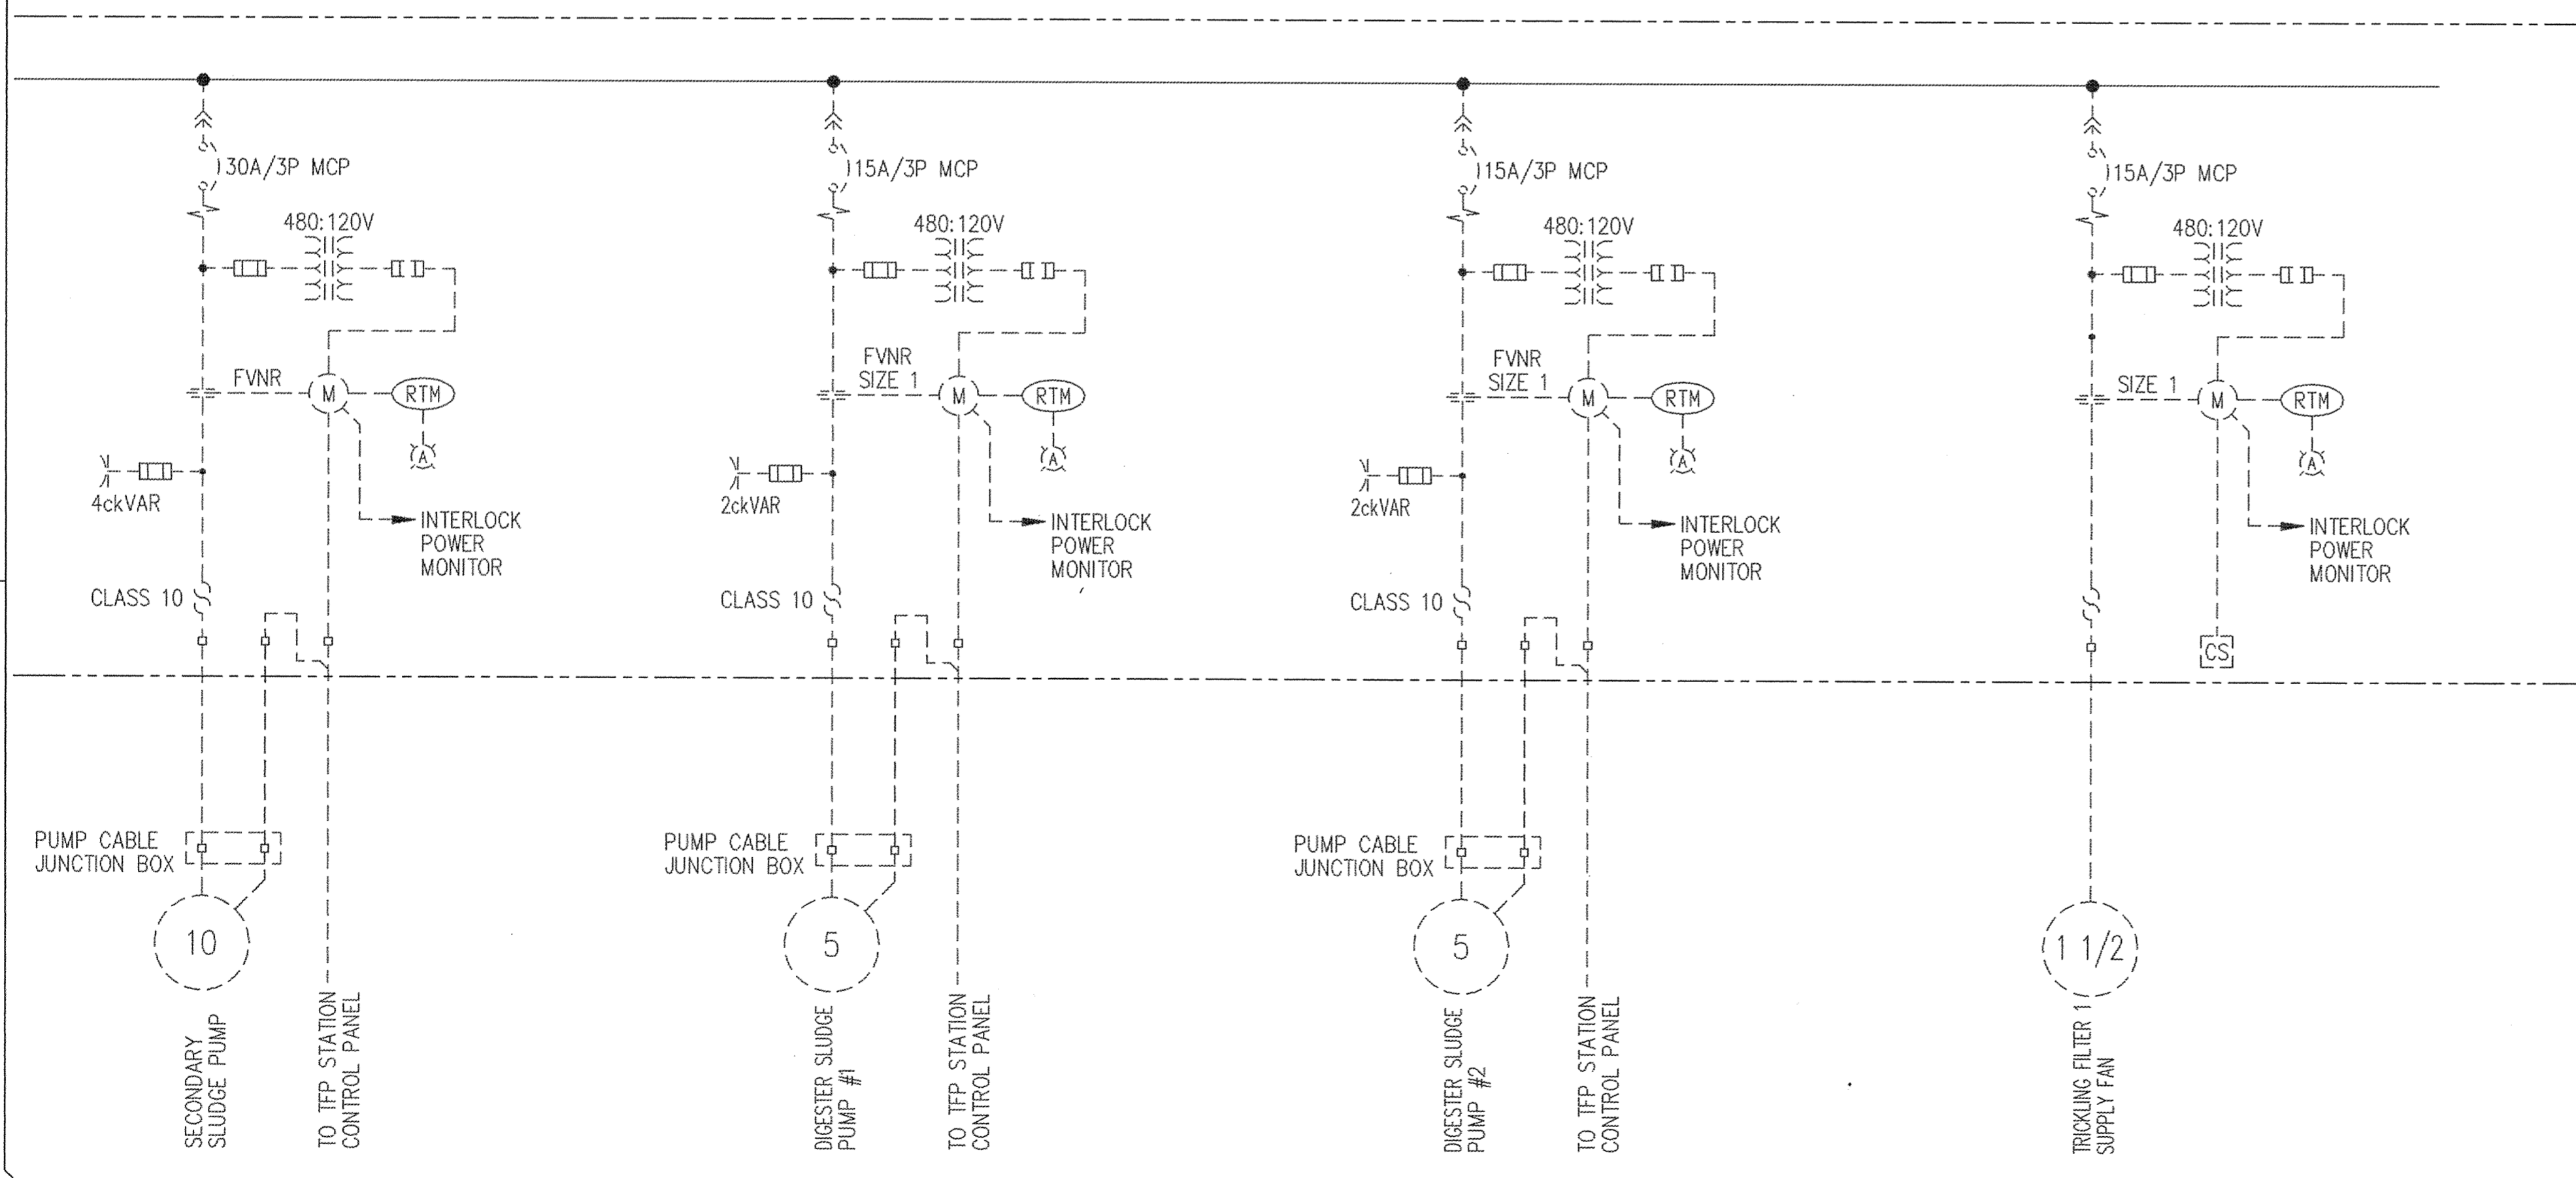 30A/3P MCP
480:120V
FVNR
M
RTM
A
4ckVAR
INTERLOCK
POWER
MONITOR
CLASS 10
PUMP CABLE
JUNCTION BOX
10
SECONDARY
SLUDGE PUMP
TO TFP STATION
CONTROL PANEL
15A/3P MCP
480:120V
FVNR
SIZE 1
M
RTM
A
2ckVAR
INTERLOCK
POWER
MONITOR
CLASS 10
PUMP CABLE
JUNCTION BOX
5
DIGESTER SLUDGE
PUMP #1
TO TFP STATION
CONTROL PANEL
15A/3P MCP
480:120V
FVNR
SIZE 1
M
RTM
A
2ckVAR
INTERLOCK
POWER
MONITOR
CLASS 10
PUMP CABLE
JUNCTION BOX
5
DIGESTER SLUDGE
PUMP #2
TO TFP STATION
CONTROL PANEL
15A/3P MCP
480:120V
SIZE 1
M
RTM
A
INTERLOCK
POWER
MONITOR
CS
1 1/2
TRICKLING FILTER 1
SUPPLY FAN